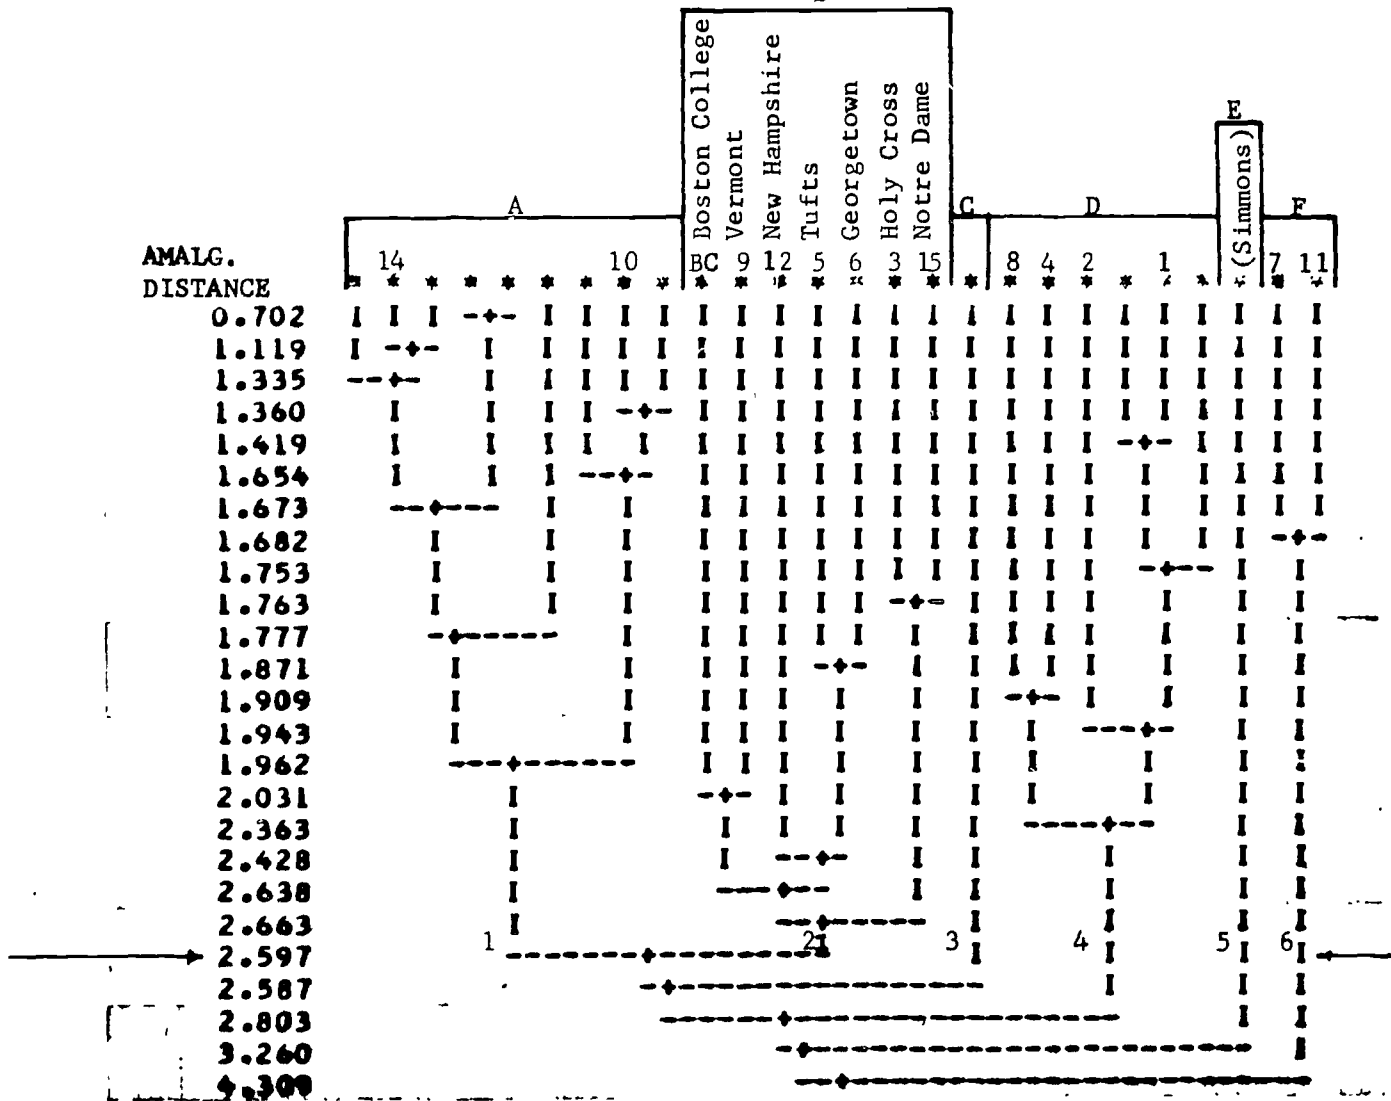 Boston College
Vermont
New Hampshire
Tufts
Georgetown
Holy Cross
Notre Dame
E
(Simmons)
A C D F
AMALG. 14 10 BC 9 12 5 6 3 15 8 4 2 1 7 11
DISTANCE
0.702
1.119
1.335
1.360
1.419
1.654
1.673
1.682
1.753
1.763
1.777
1.871
1.909
1.943
1.962
2.031
2.363
2.428
2.638
2.663
1 2 3 4 5 6
2.597
2.587
2.803
3.260
4.309